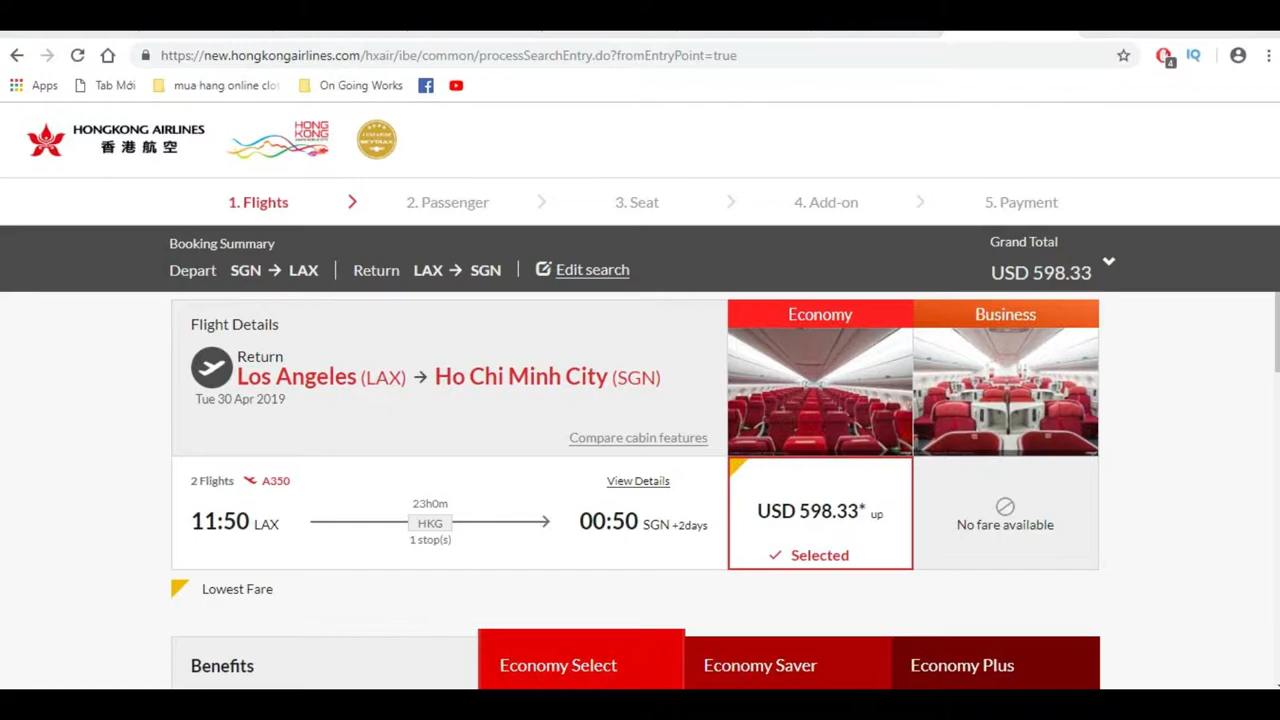 https://new.hongkongairlines.com/hxair/ibe/common/processSearchEntry.do?fromEntryPoint=true
4
IQ
Apps
Tab Mới
mua hang online clot
On Going Works
HONGKONG AIRLINES
香港航空
HONG
KONG
1. Flights
2. Passenger
3. Seat
4. Add-on
5. Payment
Booking Summary
Grand Total
Depart SGN → LAX | Return LAX → SGN | Edit search
USD 598.33
Flight Details
Economy
Business
Return
Los Angeles (LAX) → Ho Chi Minh City (SGN)
Tue 30 Apr 2019
Compare cabin features
2 Flights A350
View Details
11:50 LAX
23h0m
HKG
1 stop(s)
00:50 SGN +2days
USD 598.33* up
Selected
No fare available
Lowest Fare
Benefits
Economy Select
Economy Saver
Economy Plus